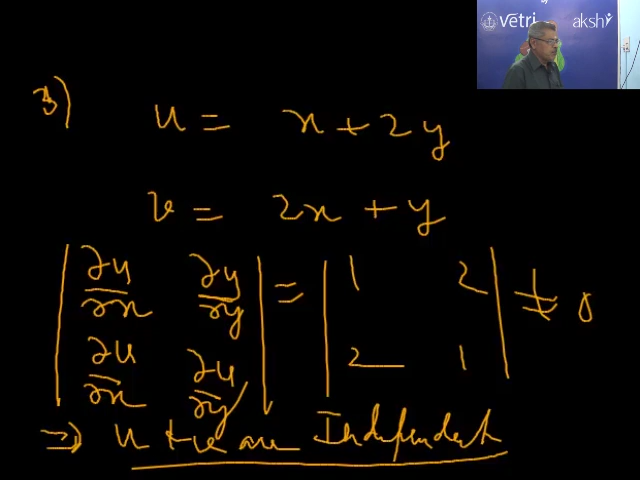 vetri akshi
3) u = x + 2y
v = 2x + y
| ∂u/∂x ∂y/∂y | = | 1 2 | ≠ 0
| ∂u/∂x ∂u/∂y | | 2 1 |
⇒ u + v are Independent